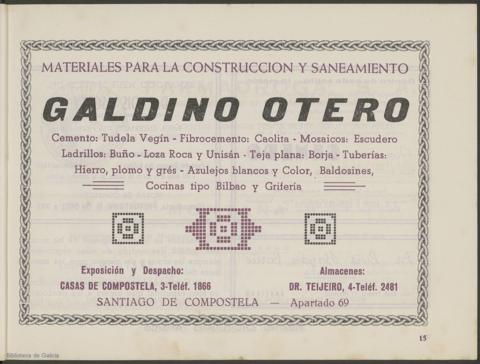 MATERIALES PARA LA CONSTRUCCION Y SANEAMIENTO
GALDINO OTERO
Cemento: Tudela Vegín - Fibrocemento: Caolita - Mosaicos: Escudero
Ladrillos: Buño - Loza Roca y Unisán - Teja plana: Borja - Tuberías:
Hierro, plomo y grés - Azulejos blancos y Color, Baldosines,
Cocinas tipo Bilbao y Grifería
Exposición y Despacho:
CASAS DE COMPOSTELA, 3-Teléf. 1866
Almacenes:
DR. TEIJEIRO, 4-Teléf. 2481
SANTIAGO DE COMPOSTELA — Apartado 69
15
Biblioteca de Galicia